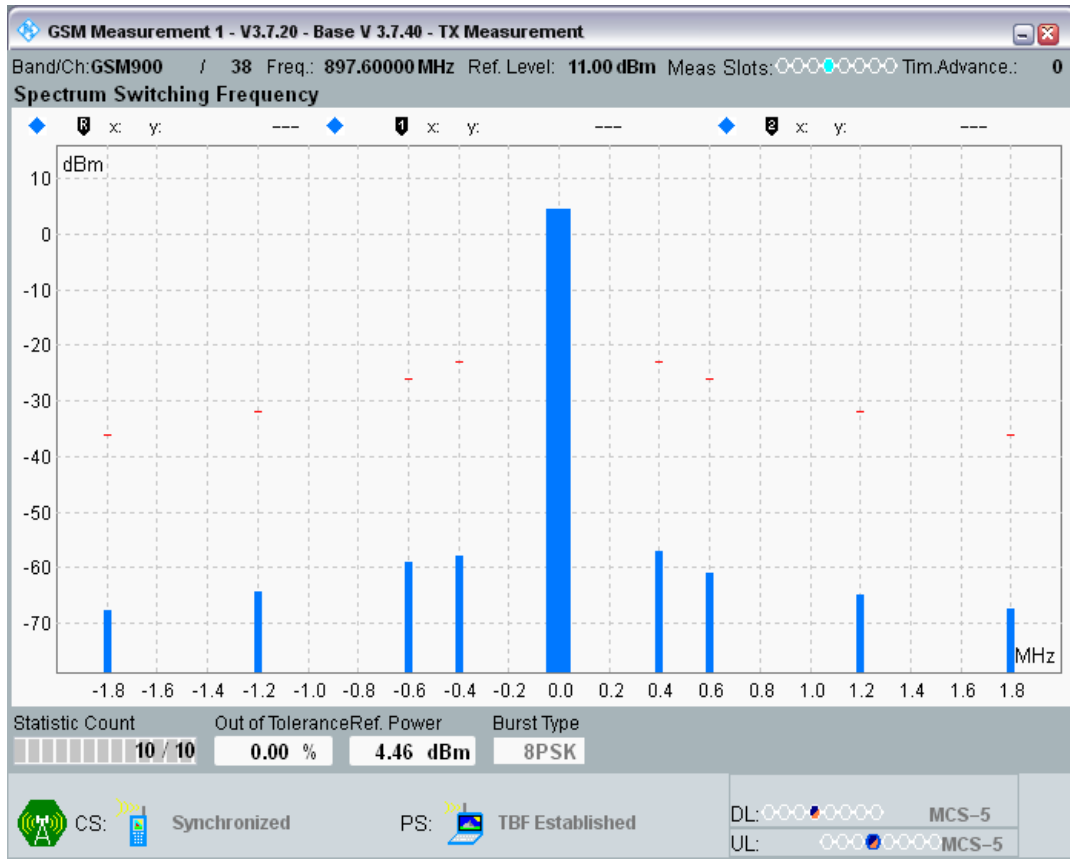 GSM Measurement 1 - V3.7.20 - Base V 3.7.40 - TX Measurement
Band/Ch:GSM900 / 38 Freq.: 897.60000 MHz Ref. Level: 11.00 dBm Meas Slots: Tim.Advance.: 0
Spectrum Switching Frequency
R x: y: --- 1 x: y: --- 2 x: y: ---
dBm
10
0
-10
-20
-30
-40
-50
-60
-70
MHz
-1.8 -1.6 -1.4 -1.2 -1.0 -0.8 -0.6 -0.4 -0.2 0.0 0.2 0.4 0.6 0.8 1.0 1.2 1.4 1.6 1.8
Statistic Count Out of Tolerance Ref. Power Burst Type
10 / 10 0.00 % 4.46 dBm 8PSK
CS: Synchronized PS: TBF Established
DL: MCS-5
UL: MCS-5